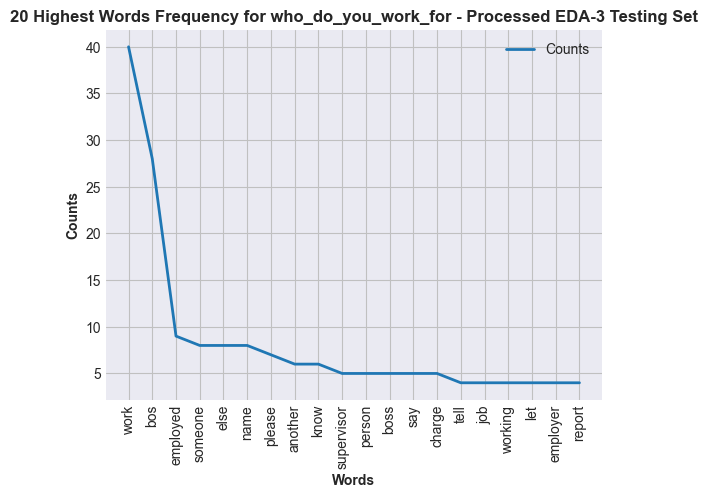 20 Highest Words Frequency for who_do_you_work_for - Processed EDA-3 Testing Set
Counts
40
35
30
25
20
15
10
5
Counts
work
bos
employed
someone
else
name
please
another
know
supervisor
person
boss
say
charge
tell
job
working
let
employer
report
Words